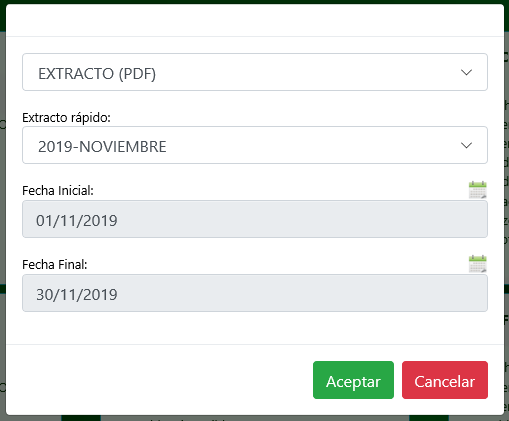 EXTRACTO (PDF)
Extracto rápido:
2019-NOVIEMBRE
Fecha Inicial:
01/11/2019
Fecha Final:
30/11/2019
Aceptar
Cancelar